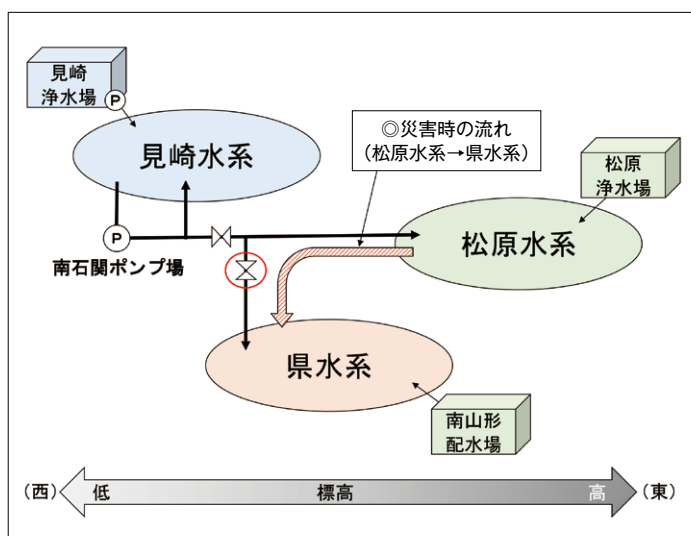 見崎
浄水場
P
見崎水系
◎災害時の流れ
（松原水系→県水系）
松原
浄水場
P
南石関ポンプ場
松原水系
県水系
南山形
配水場
（西）
低
標高
高
（東）